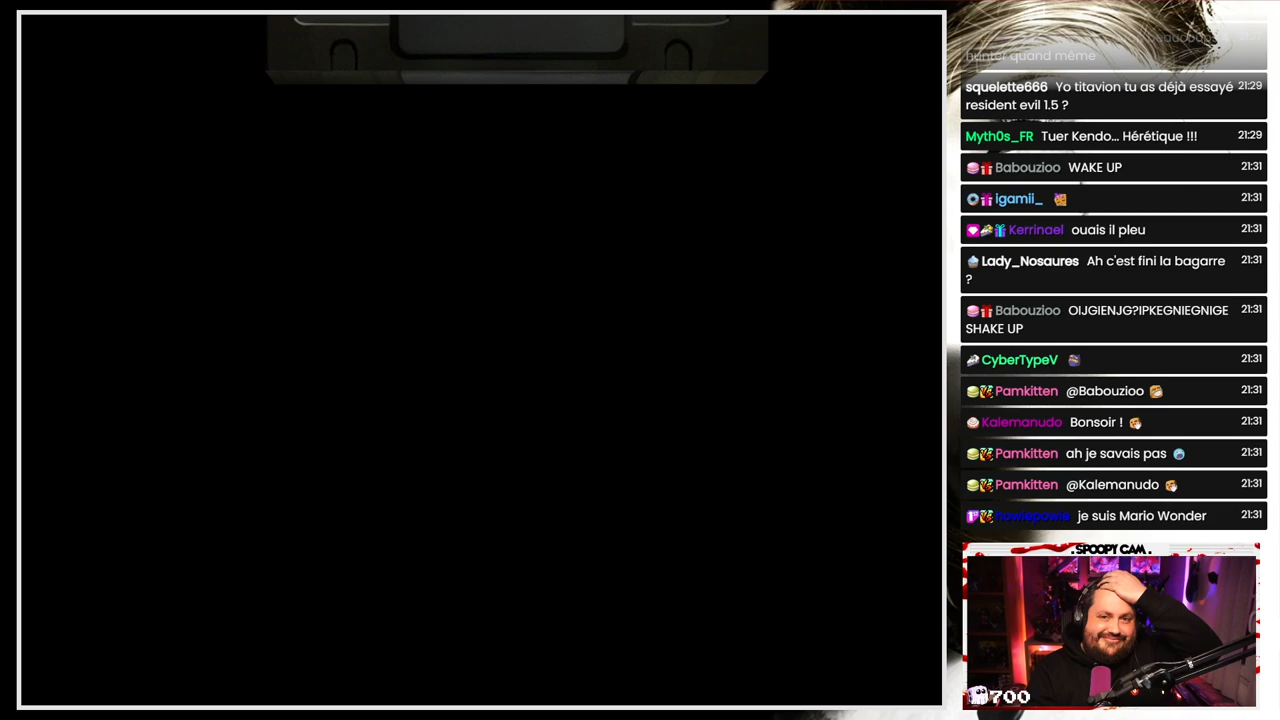 hunter quand même
squelette666 Yo titavion tu as déjà essayé 21:29
resident evil 1.5 ?
Myth0s_FR Tuer Kendo... Hérétique !!! 21:29
Babouzioo WAKE UP 21:31
igamii_ 21:31
Kerrinael ouais il pleu 21:31
Lady_Nosaures Ah c'est fini la bagarre 21:31
?
Babouzioo OIJGIENJG?IPKEGNIEGNIGE 21:31
SHAKE UP
CyberTypeV 21:31
Pamkitten @Babouzioo 21:31
Kalemanudo Bonsoir ! 21:31
Pamkitten ah je savais pas 21:31
Pamkitten @Kalemanudo 21:31
Rowlepowle je suis Mario Wonder 21:31
. SPOOPY CAM .
700